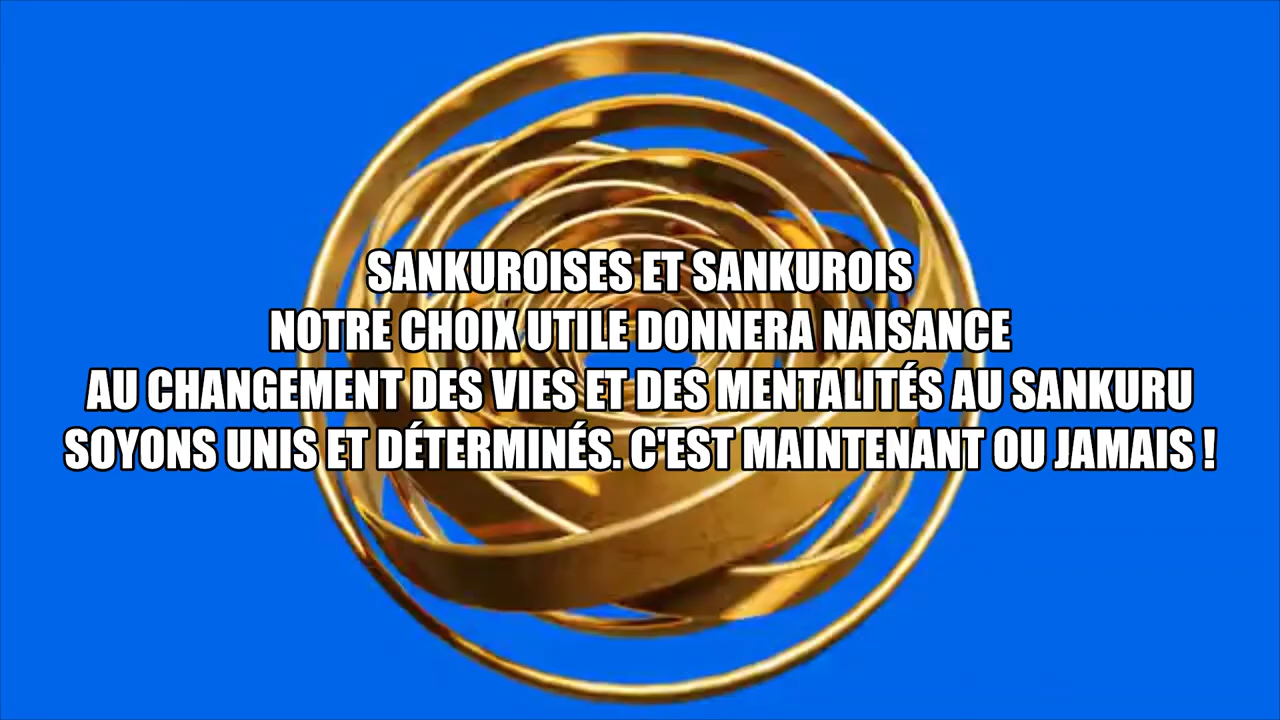 SANKUROISES ET SANKUROIS
NOTRE CHOIX UTILE DONNERA NAISANCE
AU CHANGEMENT DES VIES ET DES MENTALITÉS AU SANKURU
SOYONS UNIS ET DÉTERMINÉS. C'EST MAINTENANT OU JAMAIS !